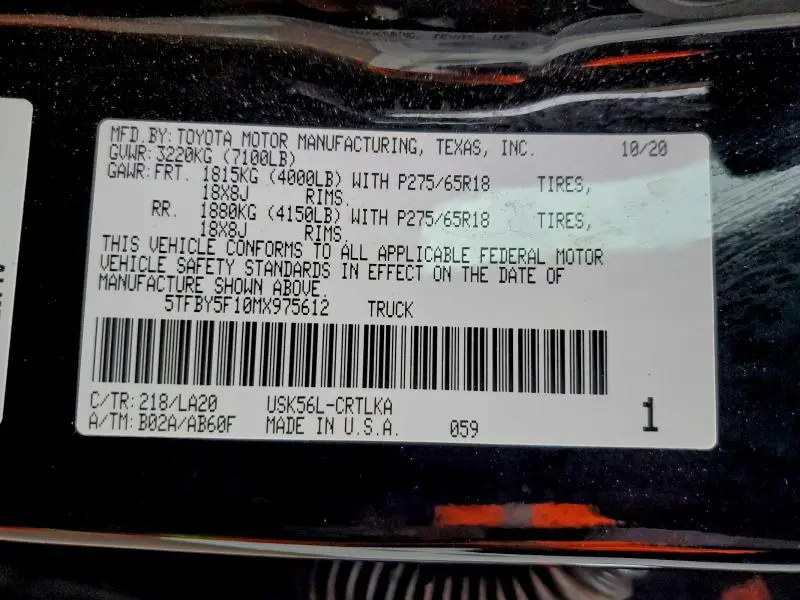 MFD.BY:TOYOTA MOTOR MANUFACTURING, TEXAS, INC. 10/20
GVWR:3220KG (7100LB)
GAWR:FRT. 1815KG (4000LB) WITH P275/65R18 TIRES,
18X8J RIMS.
RR. 1880KG (4150LB) WITH P275/65R18 TIRES,
18X8J RIMS.
THIS VEHICLE CONFORMS TO ALL APPLICABLE FEDERAL MOTOR
VEHICLE SAFETY STANDARDS IN EFFECT ON THE DATE OF
MANUFACTURE SHOWN ABOVE.
5TFBY5F10MX975612 TRUCK
C/TR:218/LA20 USK56L-CRTLKA
A/TM:B02A/AB60F MADE IN U.S.A. 059
1